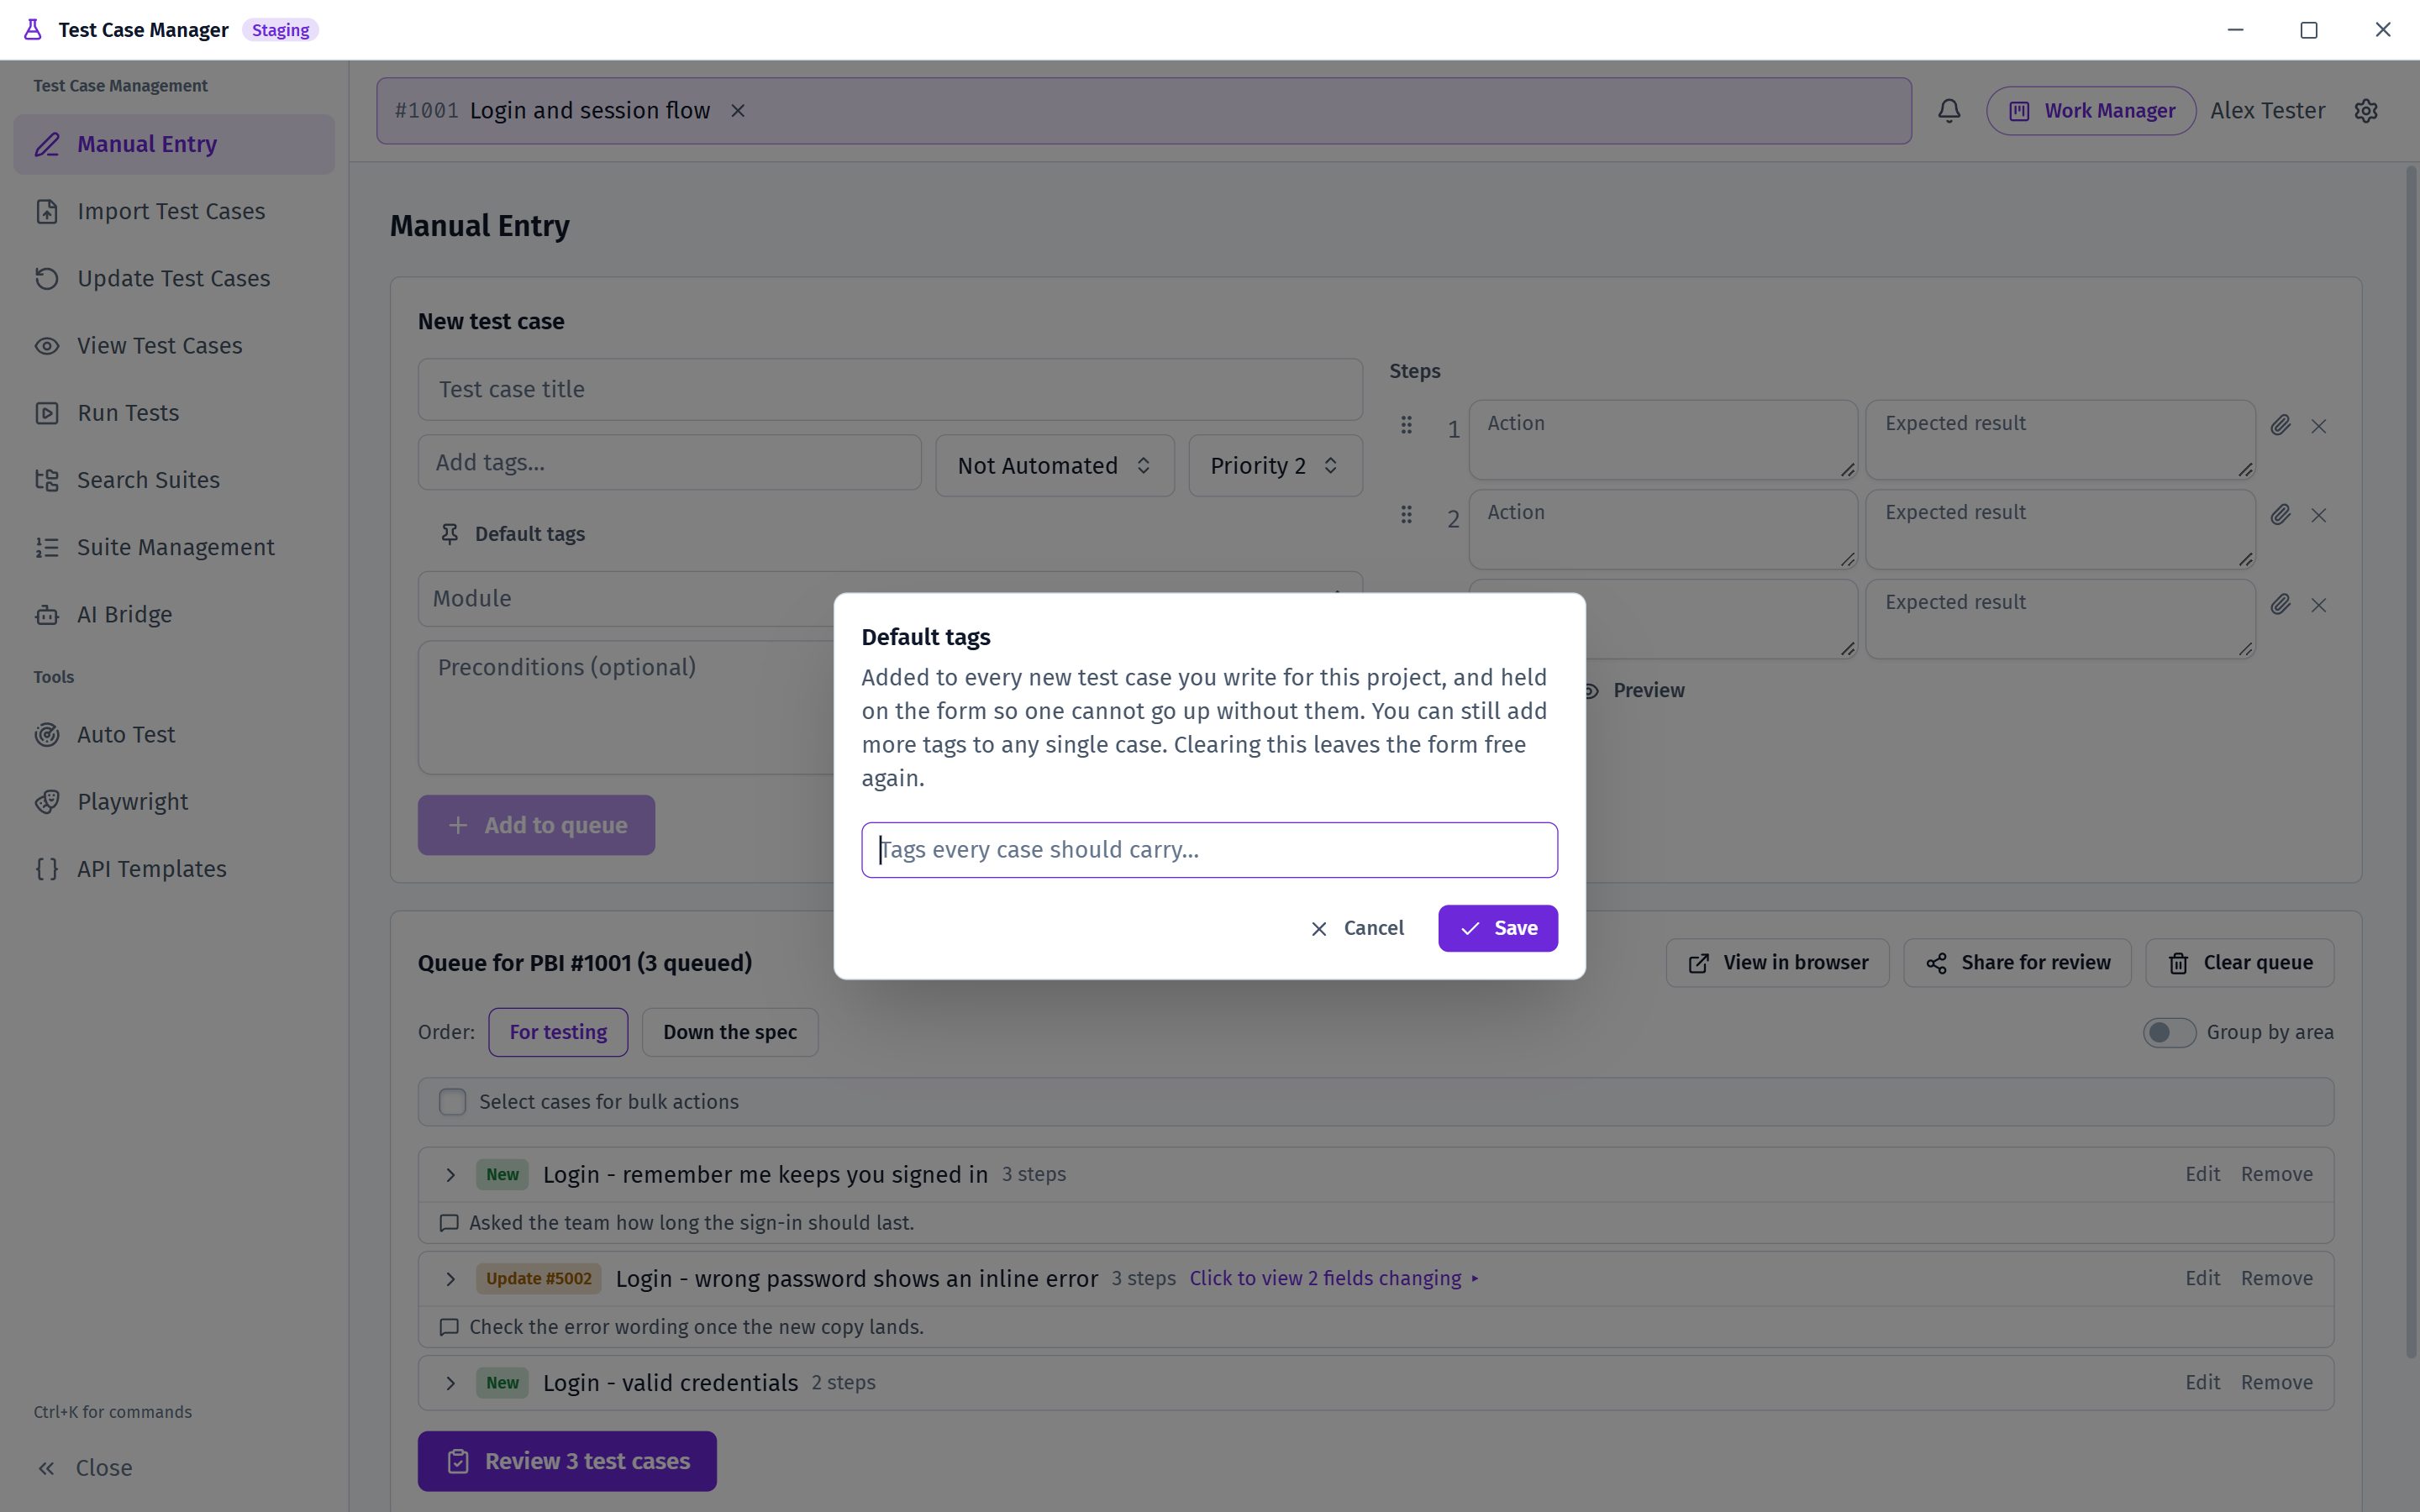 Test Case Manager Staging
Test Case Management
Manual Entry
Import Test Cases
Update Test Cases
View Test Cases
Run Tests
Search Suites
Suite Management
AI Bridge
Tools
Auto Test
Playwright
API Templates
Ctrl+K for commands
Close
#1001 Login and session flow
Work Manager
Alex Tester
Manual Entry
New test case
Test case title
Add tags...
Not Automated
Priority 2
Default tags
Module
Preconditions (optional)
Add to queue
Steps
1 Action Expected result
2 Action Expected result
Expected result
Preview
Default tags
Added to every new test case you write for this project, and held
on the form so one cannot go up without them. You can still add
more tags to any single case. Clearing this leaves the form free
again.
Tags every case should carry...
Cancel
Save
Queue for PBI #1001 (3 queued)
View in browser
Share for review
Clear queue
Order: For testing Down the spec
Group by area
Select cases for bulk actions
New Login - remember me keeps you signed in 3 steps Edit Remove
Asked the team how long the sign-in should last.
Update #5002 Login - wrong password shows an inline error 3 steps Click to view 2 fields changing Edit Remove
Check the error wording once the new copy lands.
New Login - valid credentials 2 steps Edit Remove
Review 3 test cases